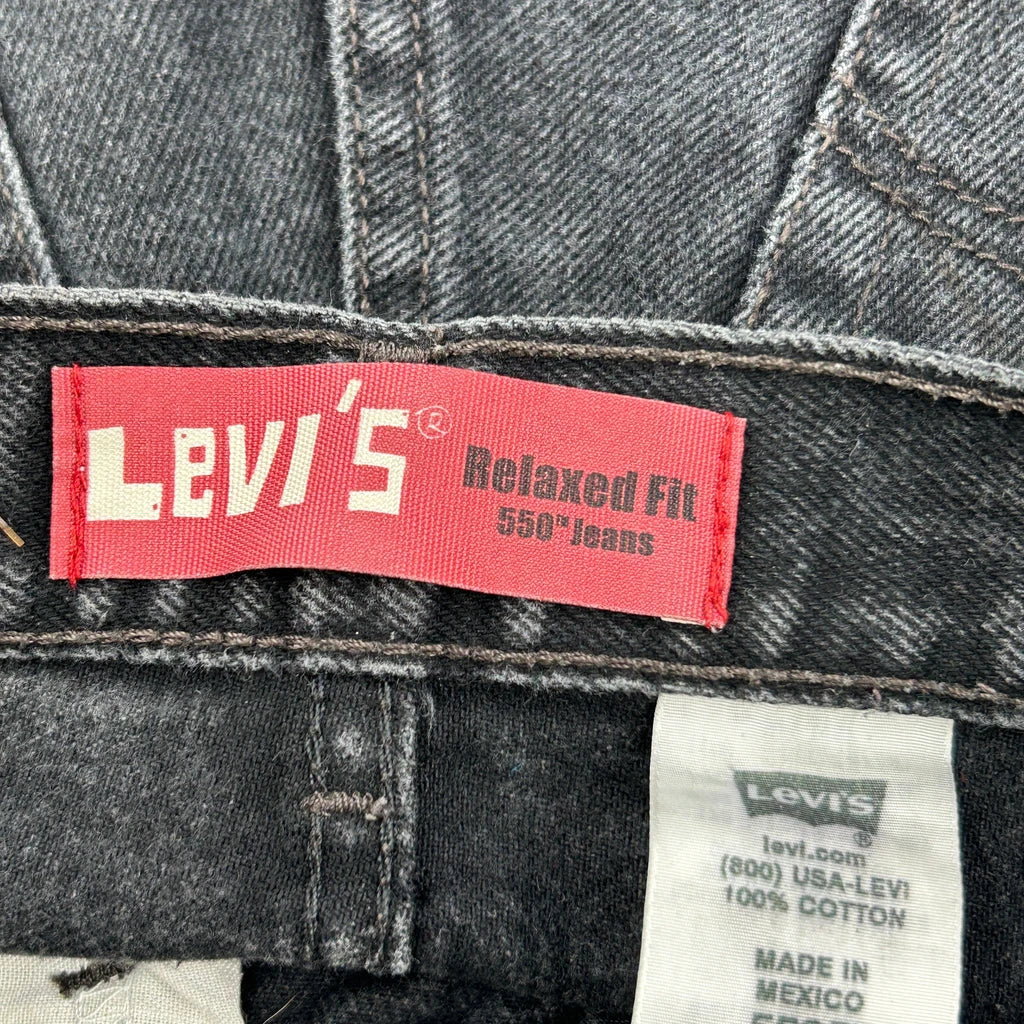 Levi's®
Relaxed Fit
550™ Jeans
Levi's®
levi.com
(800) USA-LEVI
100% COTTON
MADE IN
MEXICO